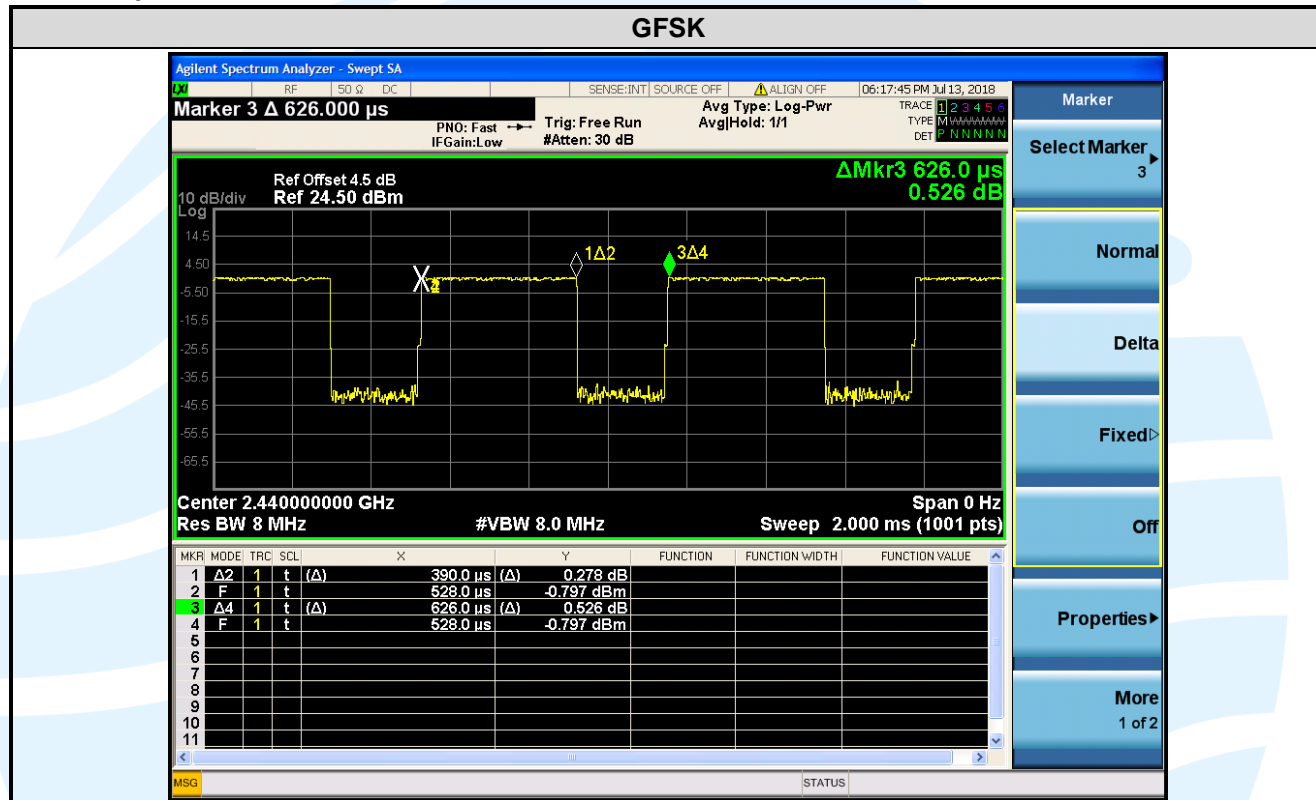 GFSK
Agilent Spectrum Analyzer - Swept SA
LXI RF 50 Ω DC SENSE:INT SOURCE OFF ALIGN OFF 06:17:45 PM Jul 13, 2018
Marker 3 Δ 626.000 µs
PNO: Fast
IFGain:Low
Trig: Free Run
#Atten: 30 dB
Avg Type: Log-Pwr
Avg|Hold: 1/1
TRACE 1 2 3 4 5 6
TYPE M WWWWW
DET P N N N N N
ΔMkr3 626.0 µs
0.526 dB
Ref Offset 4.5 dB
10 dB/div Ref 24.50 dBm
Log
14.5
4.50
-5.50
-15.5
-25.5
-35.5
-45.5
-55.5
-65.5
1Δ2
3Δ4
Center 2.440000000 GHz Span 0 Hz
Res BW 8 MHz #VBW 8.0 MHz Sweep 2.000 ms (1001 pts)
MKR MODE TRC SCL X Y FUNCTION FUNCTION WIDTH FUNCTION VALUE
1 Δ2 1 t (Δ) 390.0 µs (Δ) 0.278 dB
2 F 1 t 528.0 µs -0.797 dBm
3 Δ4 1 t (Δ) 626.0 µs (Δ) 0.526 dB
4 F 1 t 528.0 µs -0.797 dBm
5
6
7
8
9
10
11
MSG STATUS
Marker
Select Marker
3
Normal
Delta
Fixed
Off
Properties
More
1 of 2